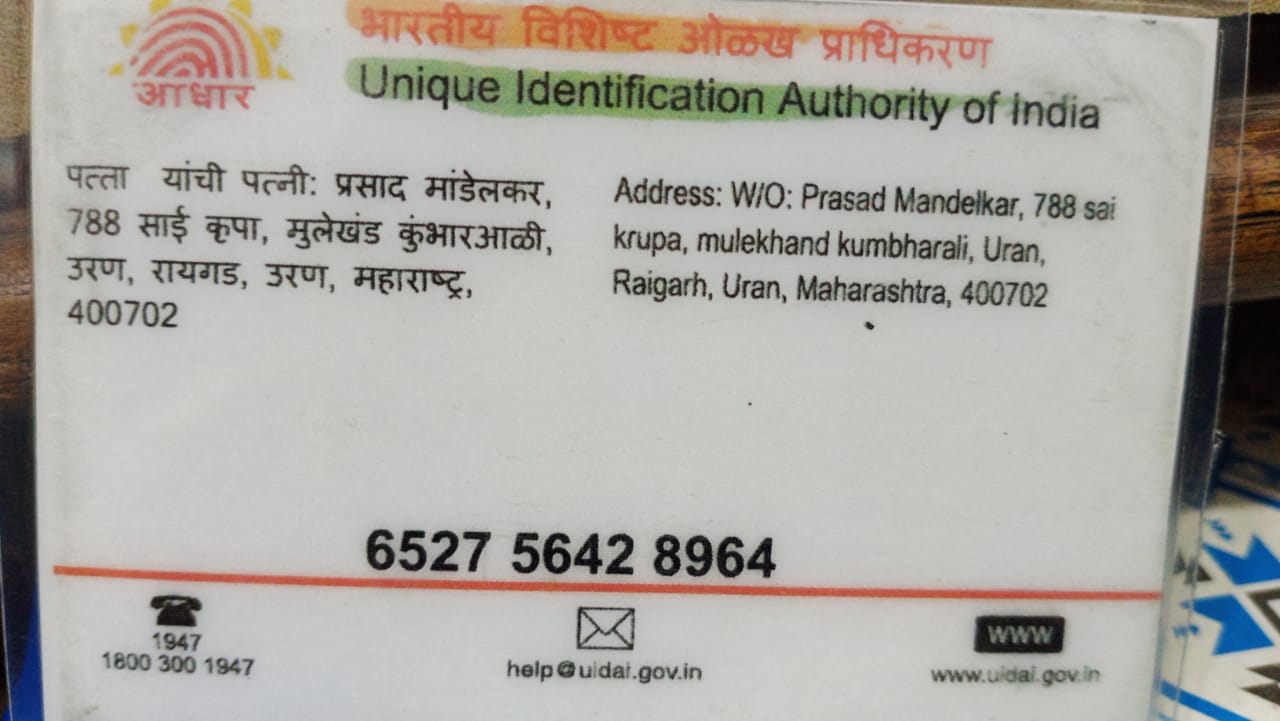 आधार
भारतीय विशिष्ट ओळख प्राधिकरण
Unique Identification Authority of India
पत्ता यांची पत्नी: प्रसाद मांडेलकर,
788 साई कृपा, मुलेखंड कुंभारआळी,
उरण, रायगड, उरण, महाराष्ट्र,
400702
Address: W/O: Prasad Mandelkar, 788 sai
krupa, mulekhand kumbharali, Uran,
Raigarh, Uran, Maharashtra, 400702
6527 5642 8964
1947
1800 300 1947
help@uidai.gov.in
www
www.uidai.gov.in